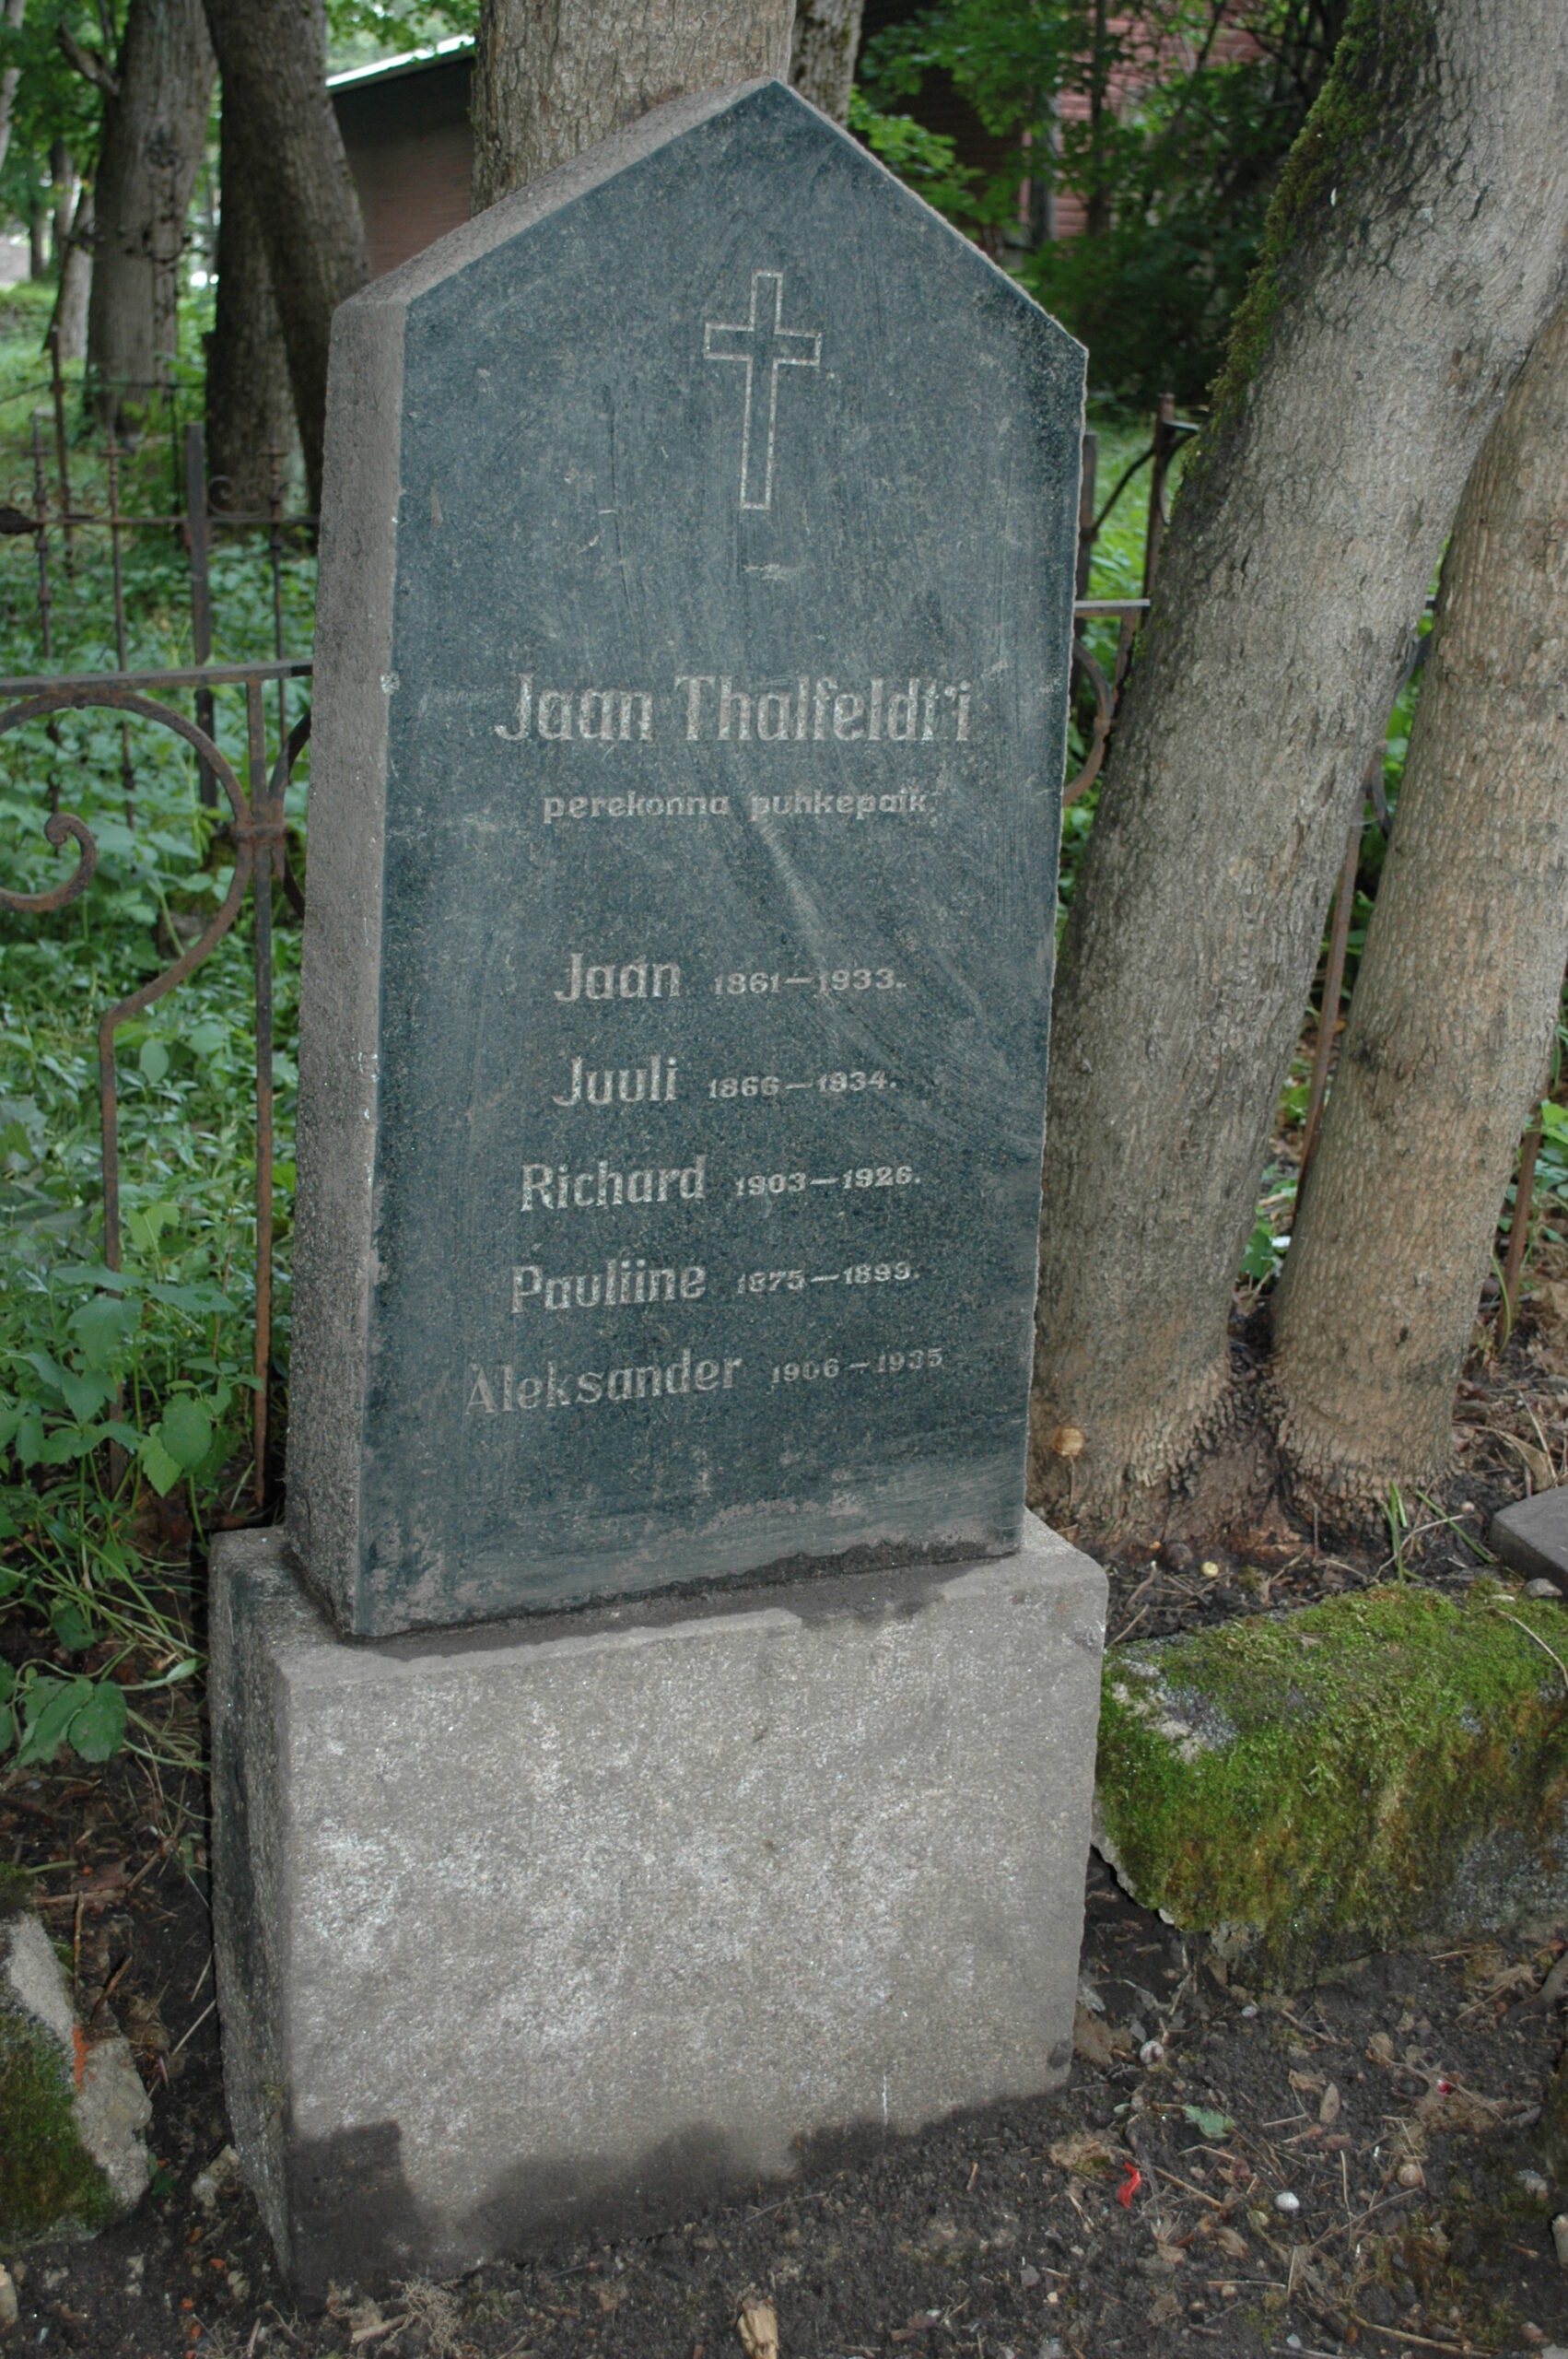 Jaan Thalfeldt'i
perekonna puhkepaik.
Jaan 1861–1933.
Juuli 1866–1934.
Richard 1903–1926.
Pauliine 1875–1899.
Aleksander 1906–1935